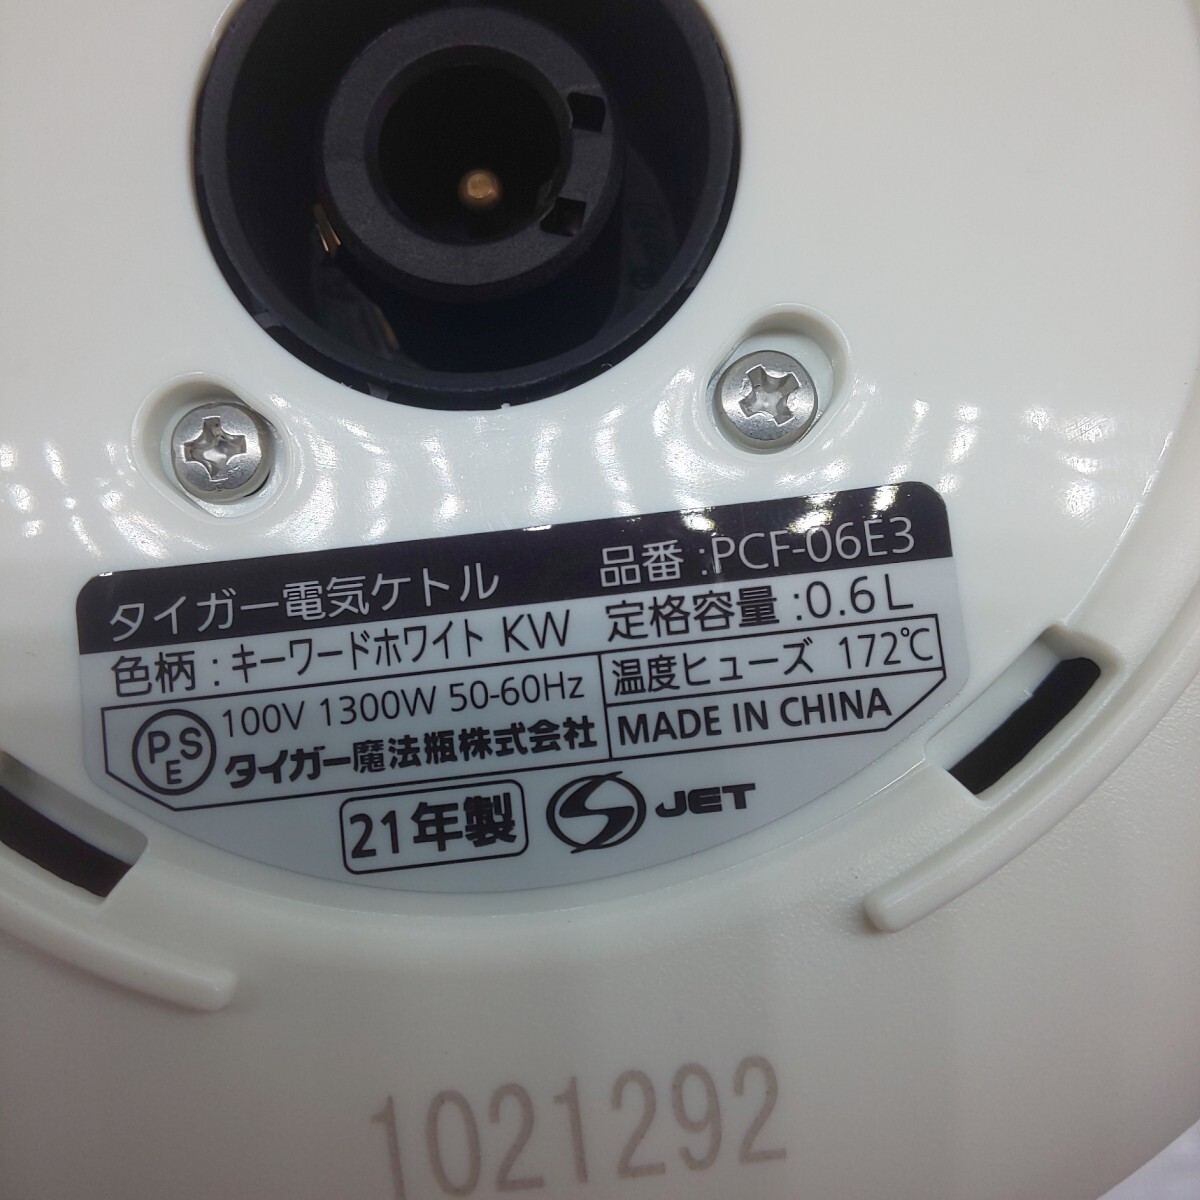 タイガー電気ケトル 品番:PCF-06E3
色柄:キーワードホワイト KW 定格容量:0.6L
PSE 100V 1300W 50-60Hz 温度ヒューズ 172℃
タイガー魔法瓶株式会社 MADE IN CHINA
21年製 S JET
1021292